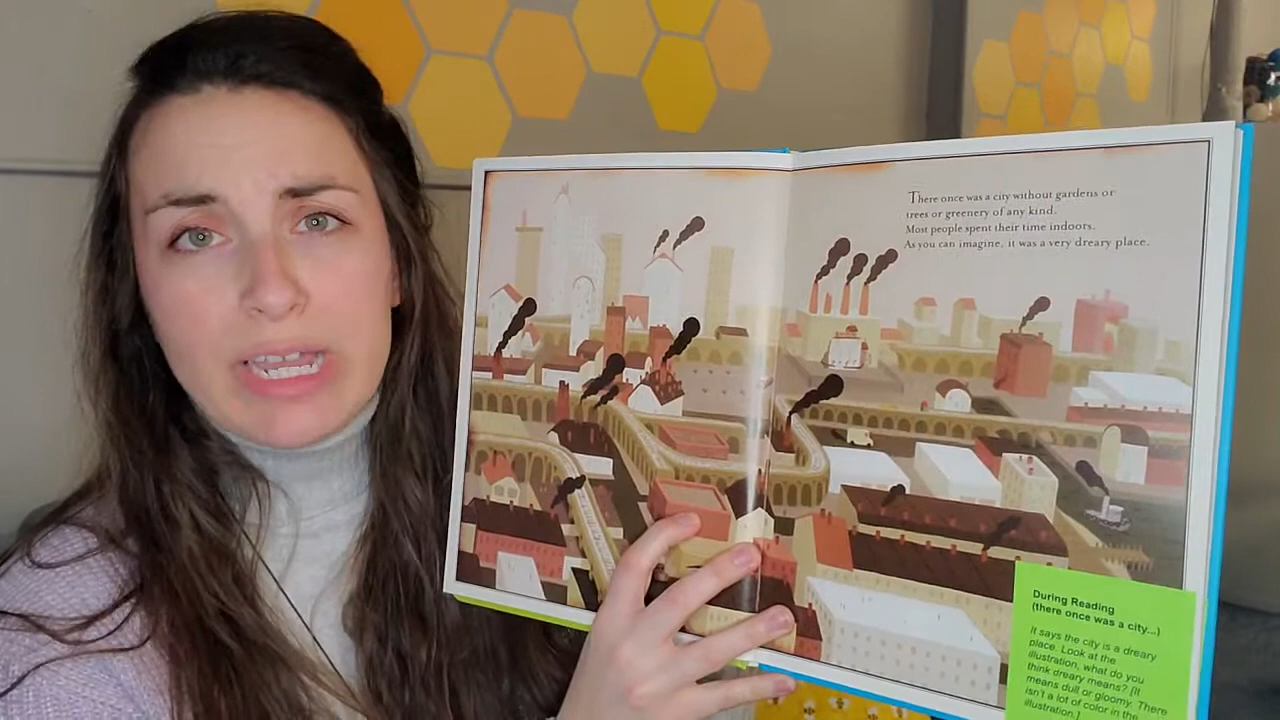 There once was a city without gardens or
trees or greenery of any kind.
Most people spent their time indoors.
As you can imagine, it was a very dreary place.
During Reading
(there once was a city...)
It says the city is a dreary
place. Look at the
illustration, what do you
think dreary means? [It
means dull or gloomy. There
isn't a lot of color in the
illustration.]